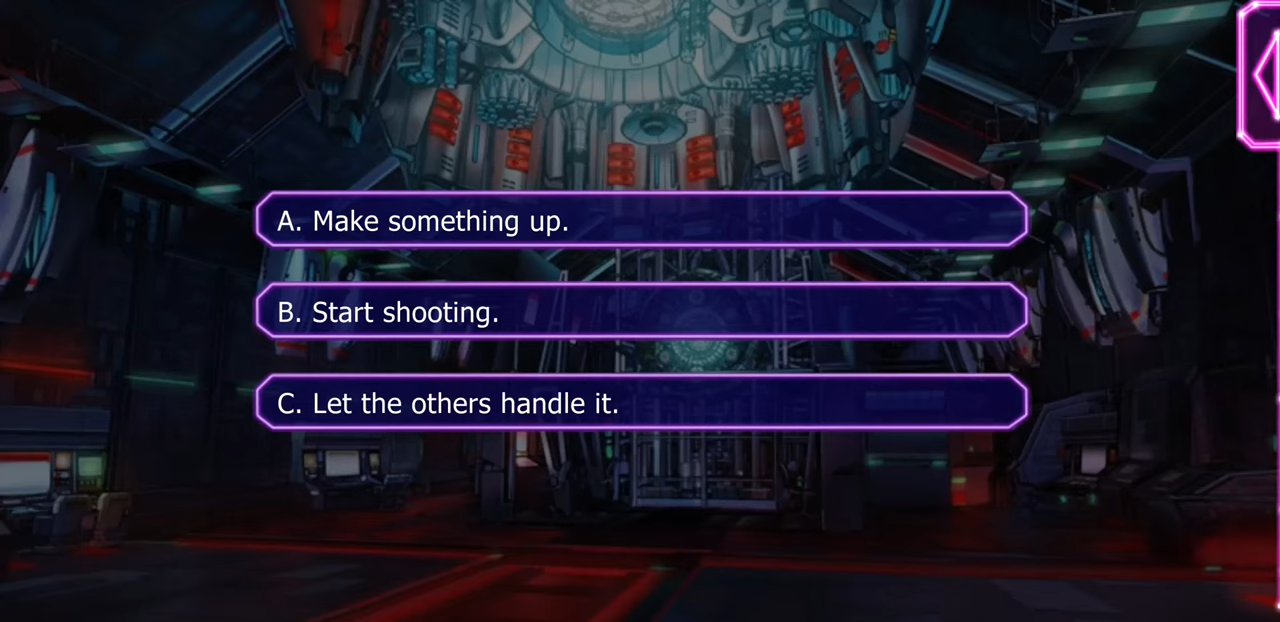 A. Make something up.
B. Start shooting.
C. Let the others handle it.